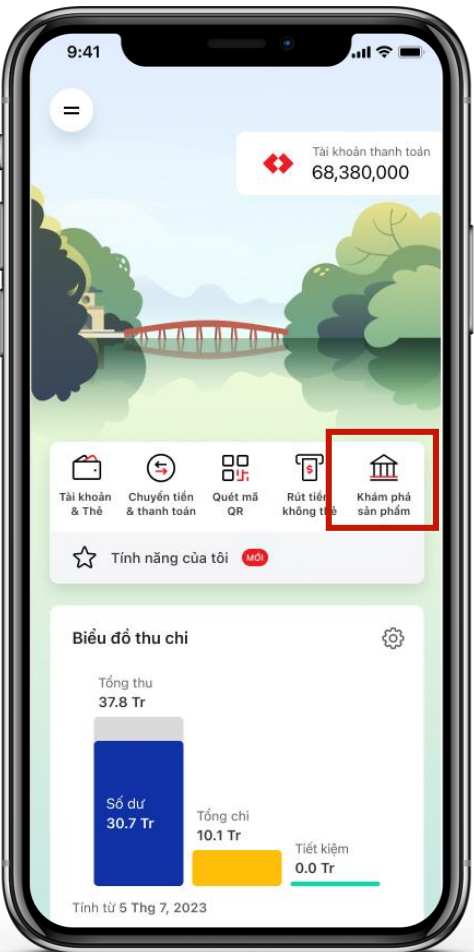 9:41
Tài khoản thanh toán
68,380,000
Tài khoản
& Thẻ
Chuyển tiền
& thanh toán
Quét mã
QR
Rút tiền
không thẻ
Khám phá
sản phẩm
Tính năng của tôi MỚI
Biểu đồ thu chi
Tổng thu
37.8 Tr
Số dư
30.7 Tr
Tổng chi
10.1 Tr
Tiết kiệm
0.0 Tr
Tính từ 5 Thg 7, 2023